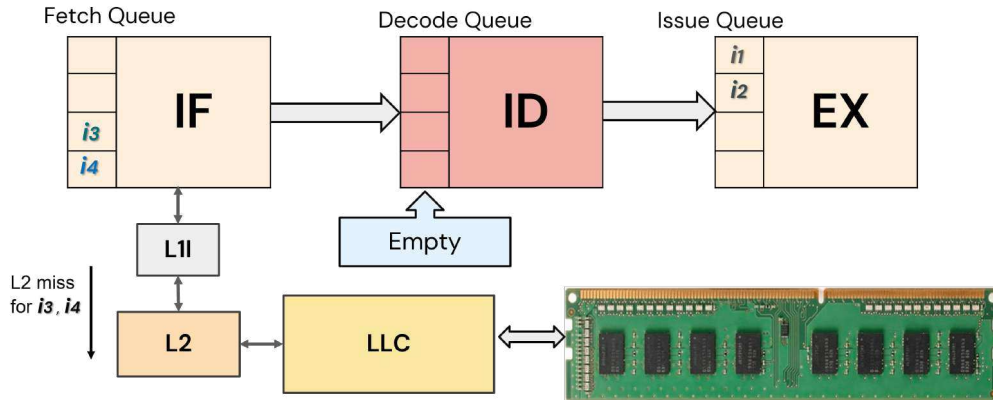 Fetch Queue
Decode Queue
Issue Queue
IF
i3
i4
ID
i1
i2
EX
Empty
L1I
L2 miss
for i3, i4
L2
LLC